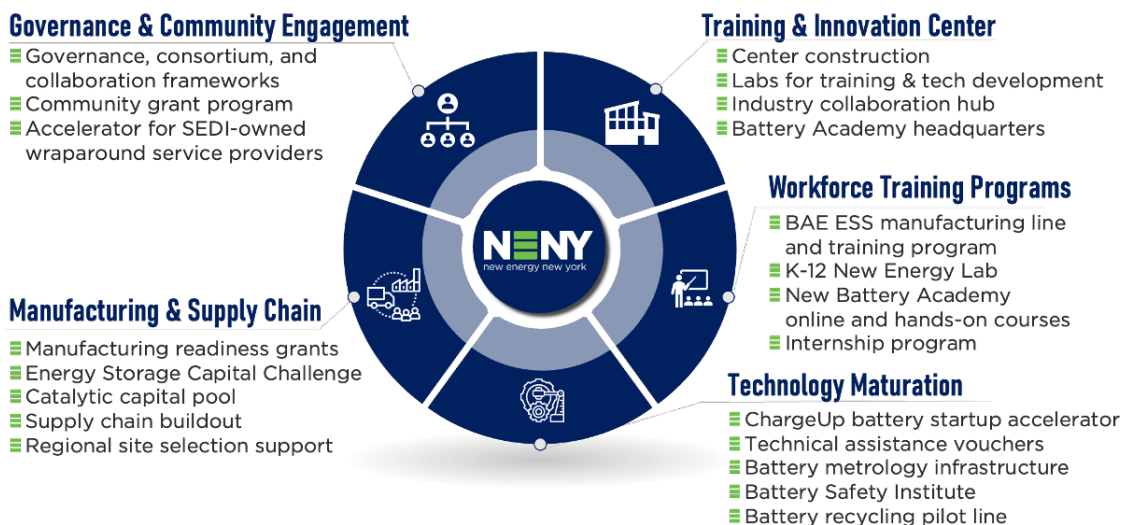 Governance & Community Engagement
Governance, consortium, and
collaboration frameworks
Community grant program
Accelerator for SEDI-owned
wraparound service providers
Training & Innovation Center
Center construction
Labs for training & tech development
Industry collaboration hub
Battery Academy headquarters
Workforce Training Programs
BAE ESS manufacturing line
and training program
K-12 New Energy Lab
New Battery Academy
online and hands-on courses
Internship program
NENY
new energy new york
Manufacturing & Supply Chain
Manufacturing readiness grants
Energy Storage Capital Challenge
Catalytic capital pool
Supply chain buildout
Regional site selection support
Technology Maturation
ChargeUp battery startup accelerator
Technical assistance vouchers
Battery metrology infrastructure
Battery Safety Institute
Battery recycling pilot line